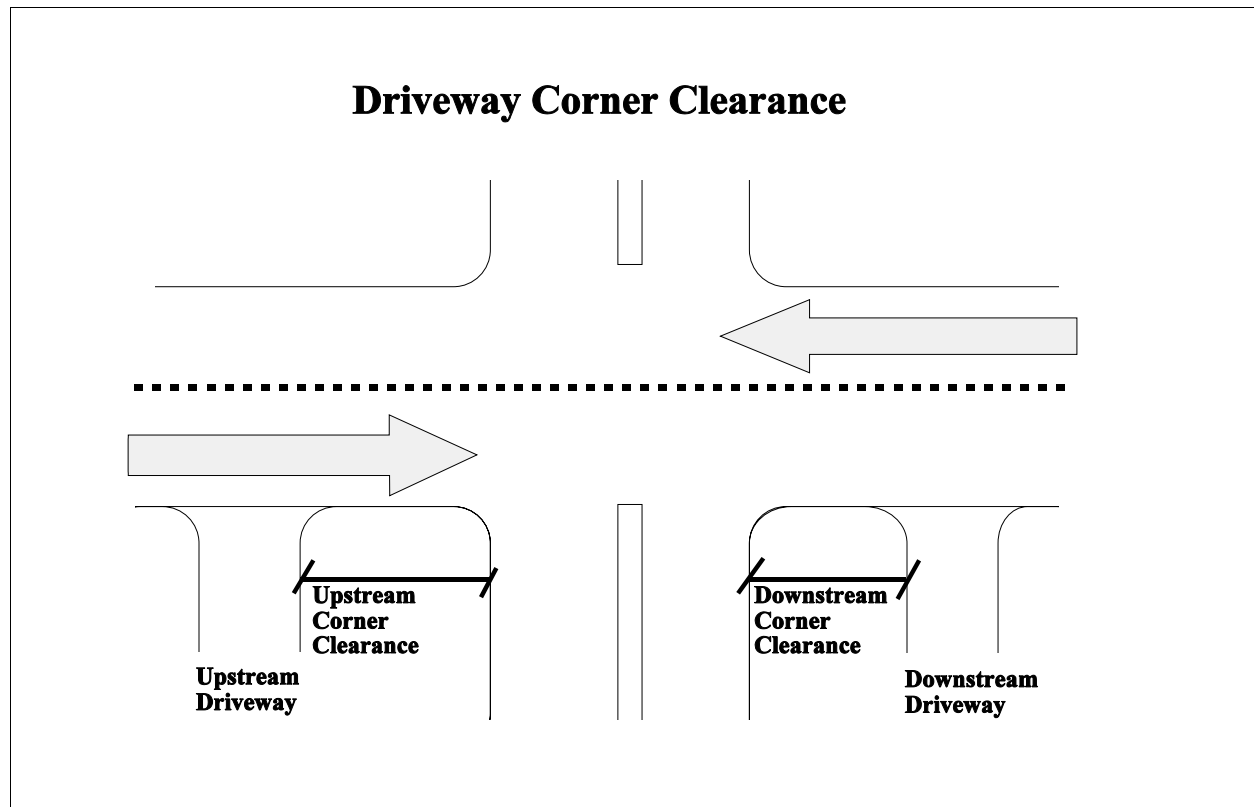 Driveway Corner Clearance
Upstream
Corner
Clearance
Downstream
Corner
Clearance
Upstream
Driveway
Downstream
Driveway